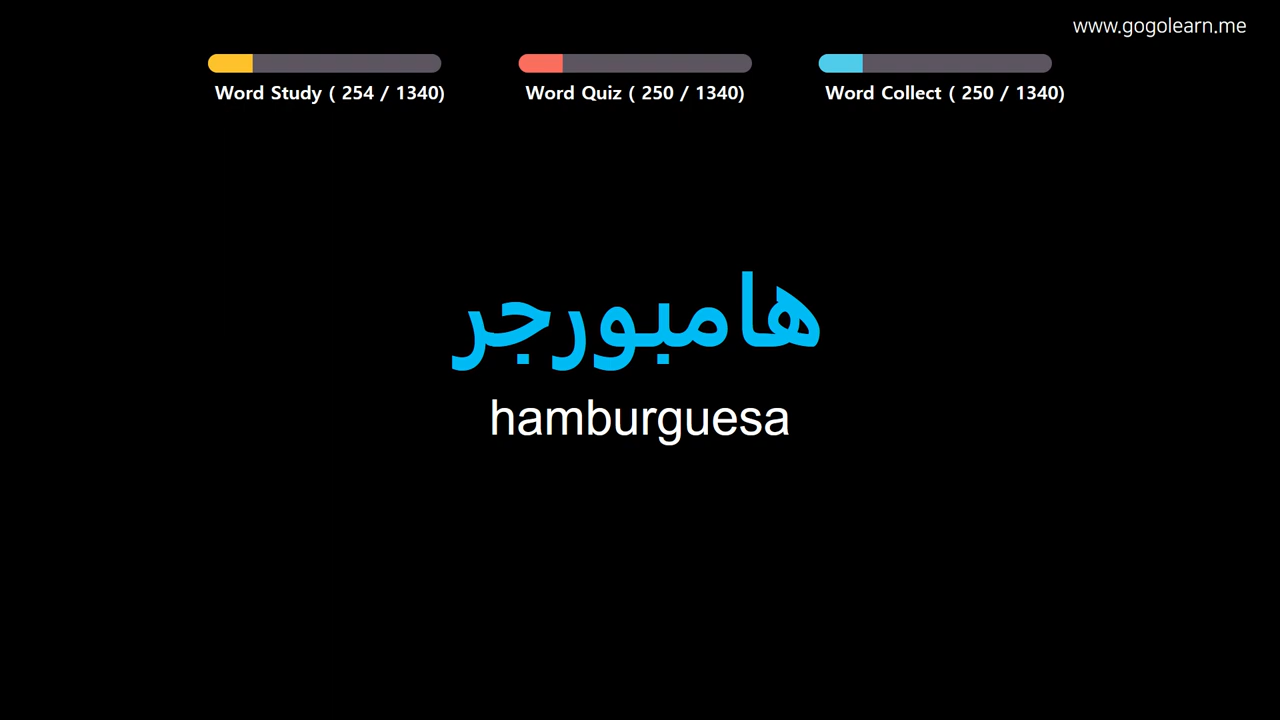 www.gogolearn.me
Word Study ( 254 / 1340)
Word Quiz ( 250 / 1340)
Word Collect ( 250 / 1340)
هامبورجر
hamburguesa